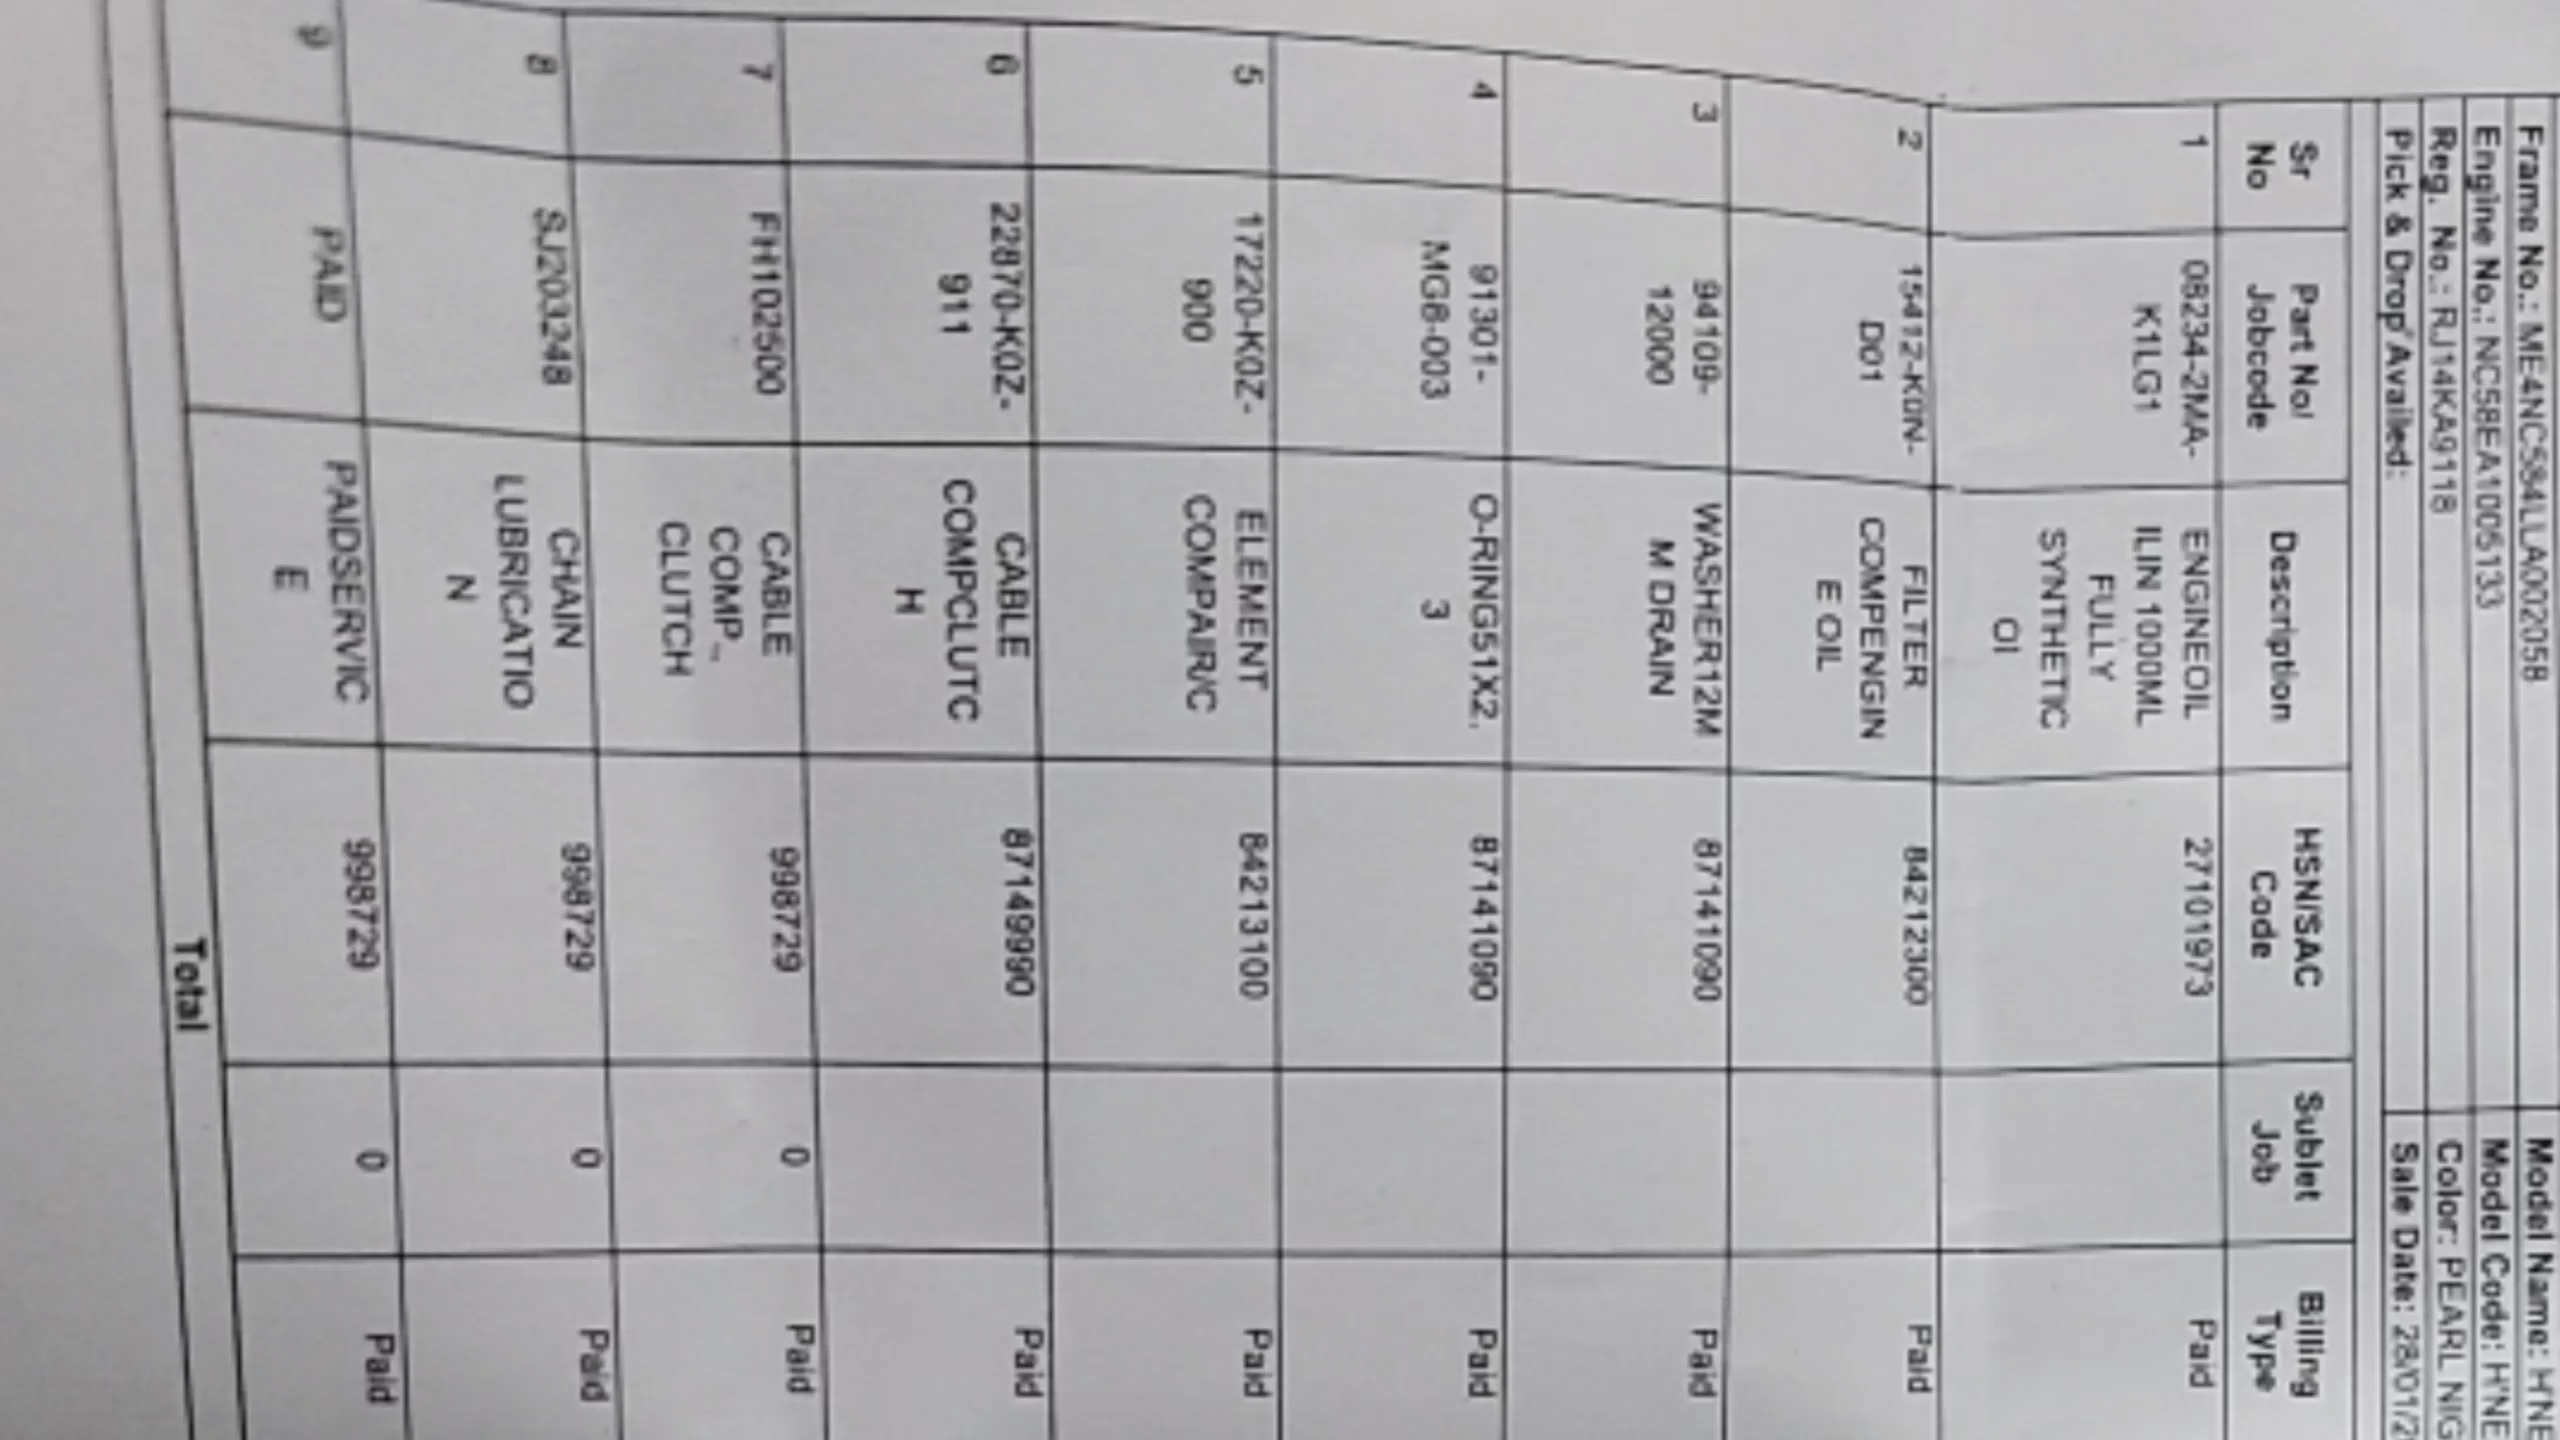 Frame No.: ME4NC584LLA002058 Model Name: H'NE
Engine No.: NC58EA1005133 Model Code: H'NE
Reg. No.: RJ14KA9118 Color: PEARL NIG
Pick & Drop Availed: Sale Date: 28/01/2
Sr No Part No/ Jobcode Description HSN/SAC Code Sublet Job Billing Type
1 08234-2MA- ENGINEOIL 27101973 Paid
K1LG1 ILIN 1000ML
FULLY
SYNTHETIC
OI
2 15412-K0N- FILTER 84212300 Paid
D01 COMPENGIN
E OIL
3 94109- WASHER12M 87141090 Paid
12000 M DRAIN
4 91301- O-RING51X2. 87141090 Paid
MG8-003 3
5 17220-K0Z- ELEMENT 84213100 Paid
900 COMPAIR/C
6 22870-K0Z- CABLE 87149990 Paid
911 COMPCLUTC
H
7 FH102500 CABLE 998729 0 Paid
COMP.,
CLUTCH
8 SJ203248 CHAIN 998729 0 Paid
LUBRICATIO
N
9 PAID PAIDSERVIC 998729 0 Paid
E
Total